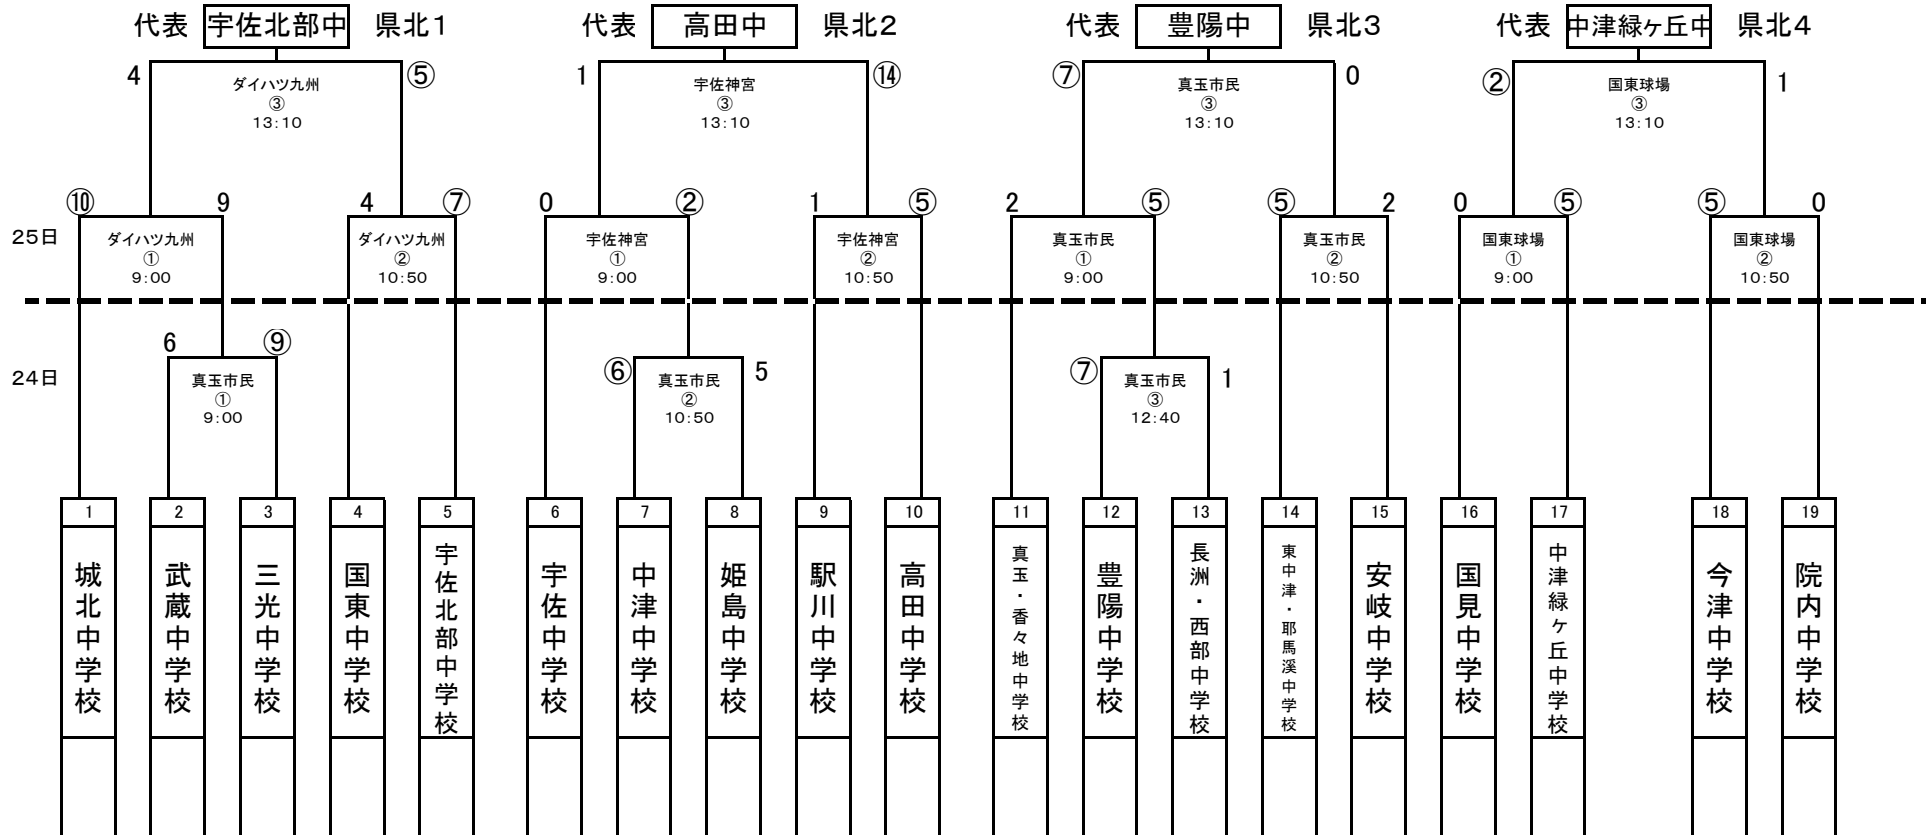 代表 宇佐北部中 県北1
代表 高田中 県北2
代表 豊陽中 県北3
代表 中津緑ヶ丘中 県北4
4 ⑤ 1 ⑭ ⑦ 0 ② 1
ダイハツ九州 宇佐神宮 真玉市民 国東球場
③ ③ ③ ③
13:10 13:10 13:10 13:10
⑩ 9 4 ⑦ 0 ② 1 ⑤ 2 ⑤ ⑤ 2 0 ⑤ ⑤ 0
25日
ダイハツ九州 ダイハツ九州 宇佐神宮 宇佐神宮 真玉市民 真玉市民 国東球場 国東球場
① ② ① ② ① ② ① ②
9:00 10:50 9:00 10:50 9:00 10:50 9:00 10:50
6 ⑨ ⑥ 5 ⑦ 1
24日
真玉市民 真玉市民 真玉市民
① ② ③
9:00 10:50 12:40
1 2 3 4 5 6 7 8 9 10 11 12 13 14 15 16 17 18 19
城北中学校
武蔵中学校
三光中学校
国東中学校
宇佐北部中学校
宇佐中学校
中津中学校
姫島中学校
駅川中学校
高田中学校
真玉・香々地中学校
豊陽中学校
長洲・西部中学校
東中津・耶馬溪中学校
安岐中学校
国見中学校
中津緑ヶ丘中学校
今津中学校
院内中学校